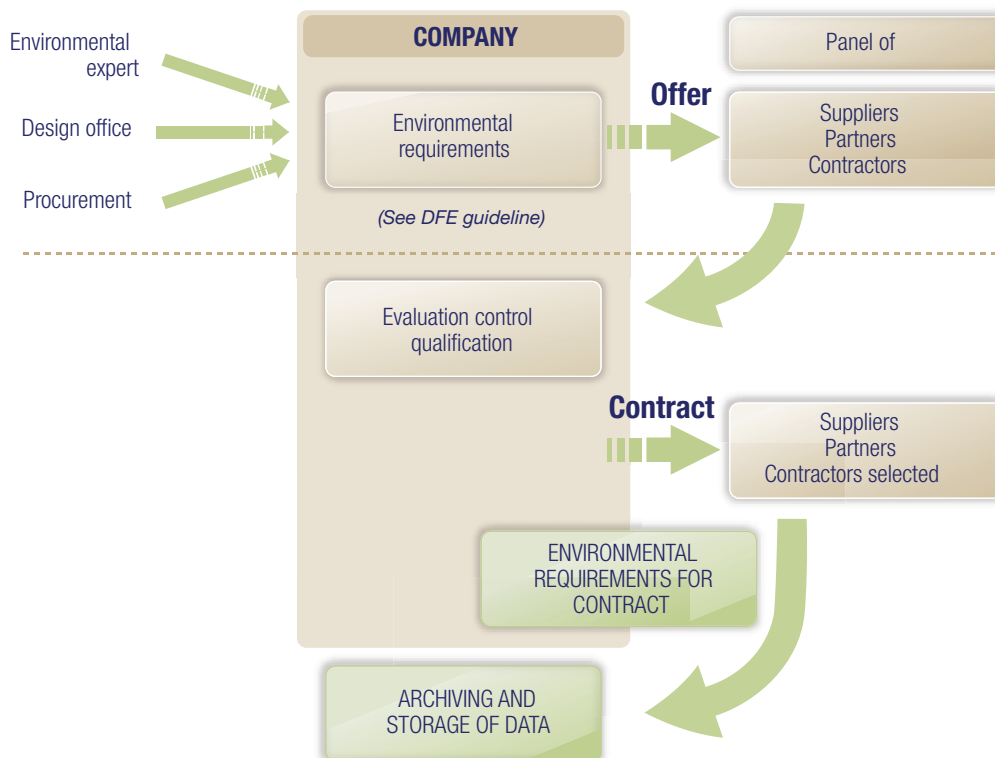 Environmental
expert
Design office
Procurement
COMPANY
Environmental
requirements
(See DFE guideline)
Offer
Panel of
Suppliers
Partners
Contractors
Evaluation control
qualification
Contract
Suppliers
Partners
Contractors selected
ENVIRONMENTAL
REQUIREMENTS FOR
CONTRACT
ARCHIVING AND
STORAGE OF DATA